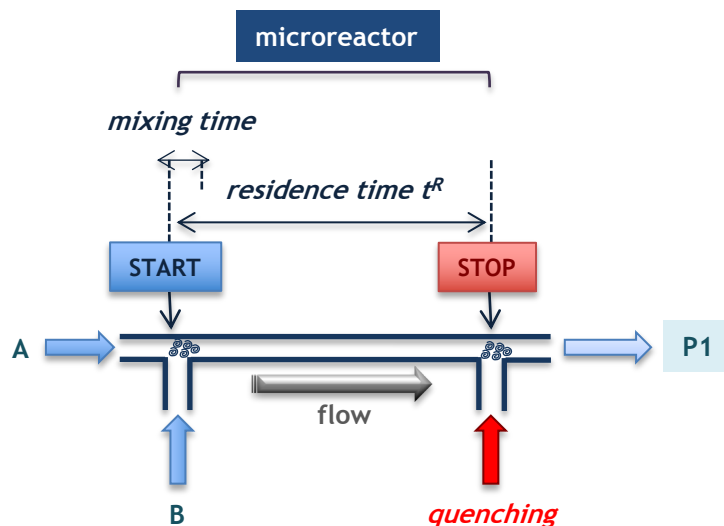 microreactor
mixing time
residence time tᴿ
START
STOP
A
P1
flow
B
quenching